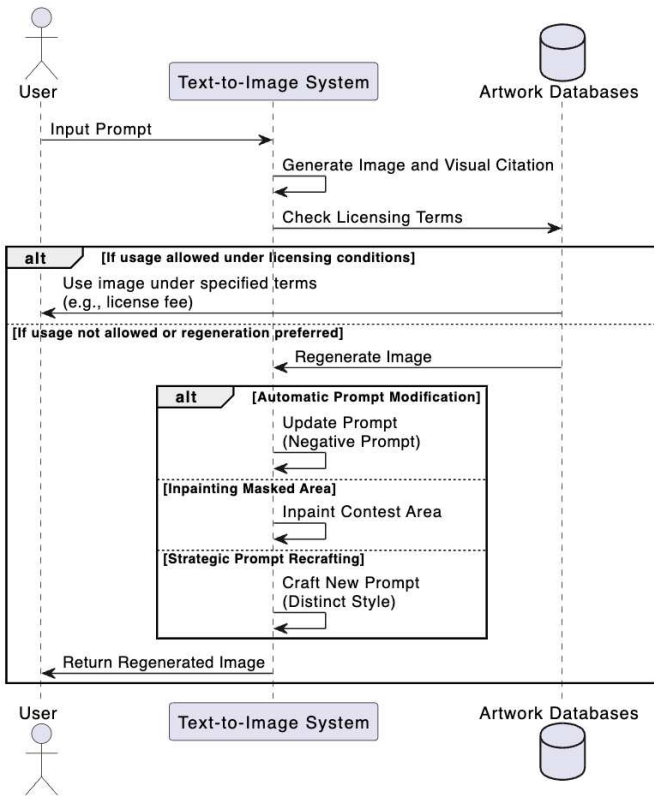 User
Text-to-Image System
Artwork Databases
Input Prompt
Generate Image and Visual Citation
Check Licensing Terms
alt
[If usage allowed under licensing conditions]
Use image under specified terms
(e.g., license fee)
[If usage not allowed or regeneration preferred]
Regenerate Image
alt
[Automatic Prompt Modification]
Update Prompt
(Negative Prompt)
[Inpainting Masked Area]
Inpaint Contest Area
[Strategic Prompt Recrafting]
Craft New Prompt
(Distinct Style)
Return Regenerated Image
User
Text-to-Image System
Artwork Databases